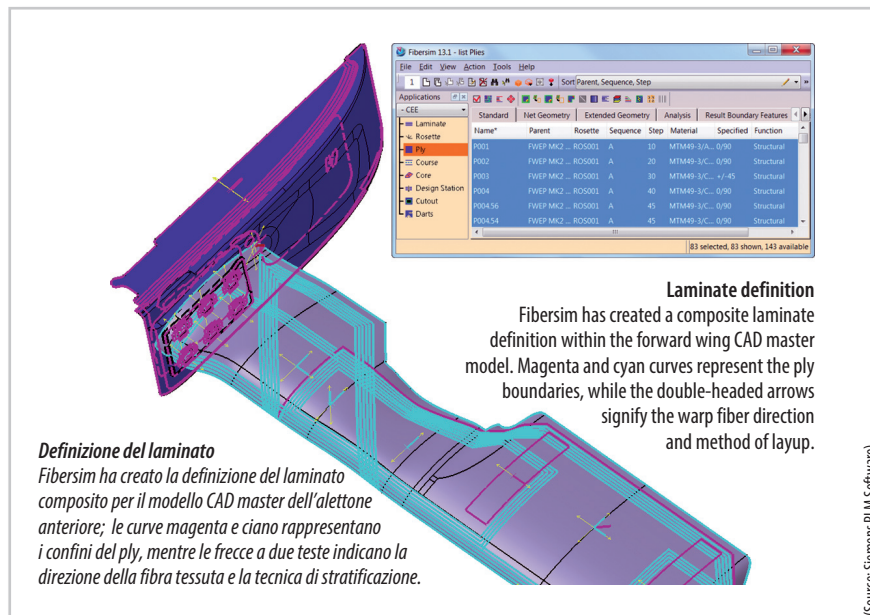 Fibersim 13.1 - list Plies
File Edit View Action Tools Help
1 Sort Parent, Sequence, Step
Applications
- CEE
Laminate
Rosette
Ply
Course
Core
Design Station
Cutout
Darts
Standard Net Geometry Extended Geometry Analysis Result Boundary Features
Name* Parent Rosette Sequence Step Material Specified Function
P001 FWEP MK2 ... ROS001 A 10 MTM49-3/A... 0/90 Structural
P002 FWEP MK2 ... ROS001 A 20 MTM49-3/C... 0/90 Structural
P003 FWEP MK2 ... ROS001 A 30 MTM49-3/C... +/-45 Structural
P004 FWEP MK2 ... ROS001 A 40 MTM49-3/C... 0/90 Structural
P004.56 FWEP MK2 ... ROS001 A 45 MTM49-3/C... 0/90 Structural
P004.54 FWEP MK2 ... ROS001 A 45 MTM49-3/C... 0/90 Structural
83 selected, 83 shown, 143 available
Laminate definition
Fibersim has created a composite laminate
definition within the forward wing CAD master
model. Magenta and cyan curves represent the ply
boundaries, while the double-headed arrows
signify the warp fiber direction
and method of layup.
Definizione del laminato
Fibersim ha creato la definizione del laminato
composito per il modello CAD master dell'alettone
anteriore; le curve magenta e ciano rappresentano
i confini del ply, mentre le frecce a due teste indicano la
direzione della fibra tessuta e la tecnica di stratificazione.
(Source: Siemens PLM Software)